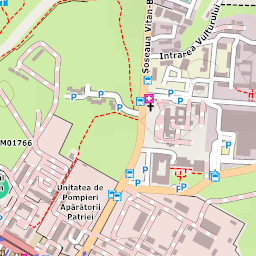 Șoseaua Vitan-B
Intrarea Vulturului
M01766
Unitatea de
Pompieri
Apărătorii
Patriei
P
P
P
P
P
P
P
P